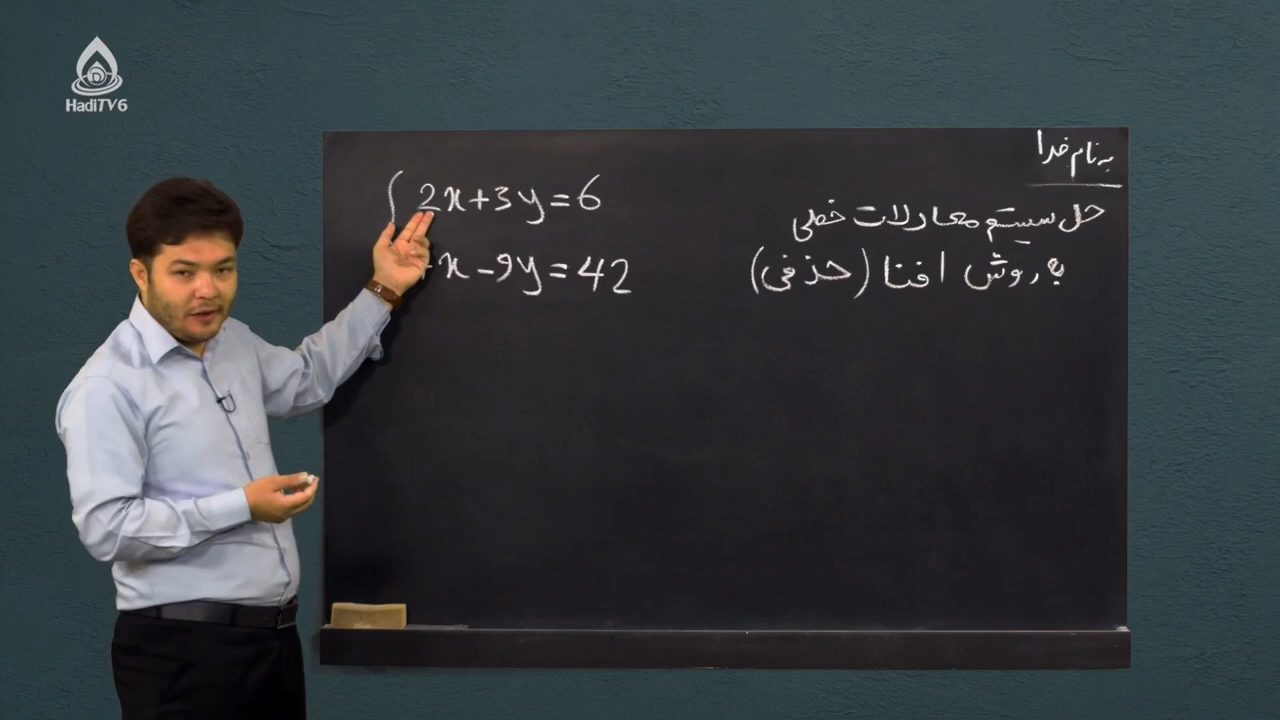 HadiTV6
به نام خدا
حل سیستم معادلات خطی
به روش افنا (حذفی)
2x+3y=6
x-9y=42